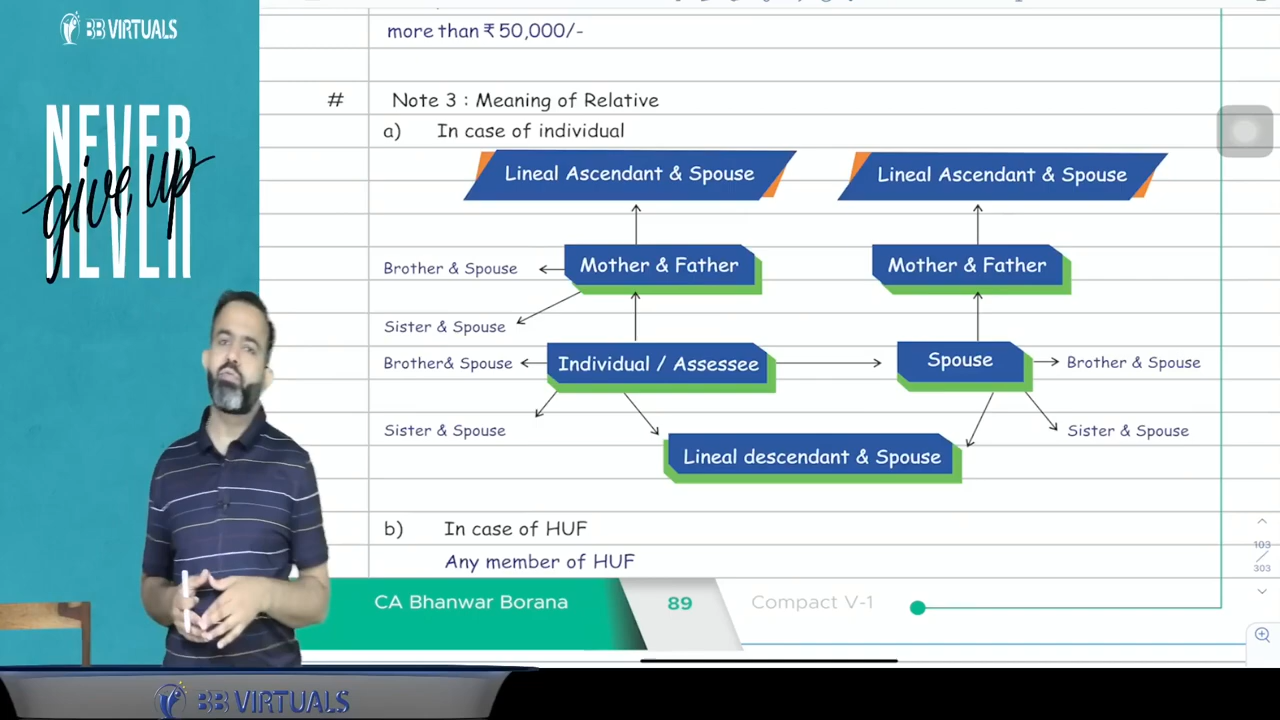 BB VIRTUALS
more than ₹ 50,000/-
NEVER
give up
NEVER
# Note 3 : Meaning of Relative
a) In case of individual
Lineal Ascendant & Spouse Lineal Ascendant & Spouse
Brother & Spouse Mother & Father Mother & Father
Sister & Spouse
Brother& Spouse Individual / Assessee Spouse Brother & Spouse
Sister & Spouse Sister & Spouse
Lineal descendant & Spouse
b) In case of HUF
Any member of HUF
103
/
303
CA Bhanwar Borana 89 Compact V-1
BB VIRTUALS